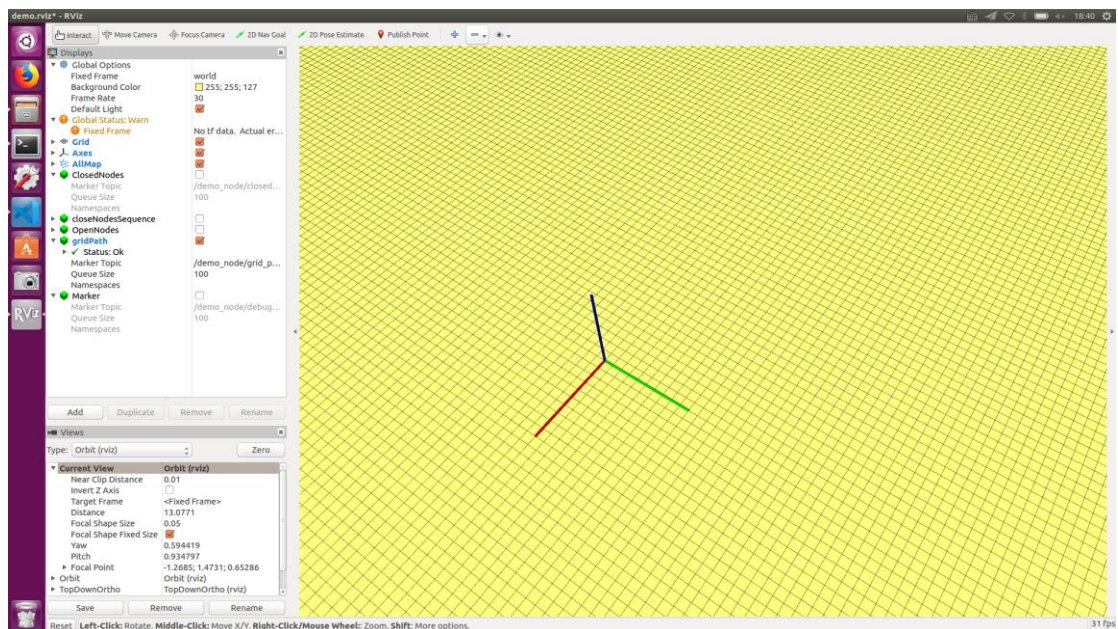 demo.rviz* - RViz
18:40
Interact Move Camera Focus Camera 2D Nav Goal 2D Pose Estimate Publish Point
Displays
Global Options
Fixed Frame world
Background Color 255; 255; 127
Frame Rate 30
Default Light
Global Status: Warn
Fixed Frame No tf data. Actual er...
Grid
Axes
AllMap
ClosedNodes
Marker Topic /demo_node/closed...
Queue Size 100
Namespaces
closeNodesSequence
OpenNodes
gridPath
Status: Ok
Marker Topic /demo_node/grid_p...
Queue Size 100
Namespaces
Marker
Marker Topic /demo_node/debug...
Queue Size 100
Namespaces
RViz
Add Duplicate Remove Rename
Views
Type: Orbit (rviz) Zero
Current View Orbit (rviz)
Near Clip Distance 0.01
Invert Z Axis
Target Frame <Fixed Frame>
Distance 13.0771
Focal Shape Size 0.05
Focal Shape Fixed Size
Yaw 0.594419
Pitch 0.934797
Focal Point -1.2685; 1.4731; 0.65286
Orbit Orbit (rviz)
TopDownOrtho TopDownOrtho (rviz)
Save Remove Rename
Reset Left-Click: Rotate. Middle-Click: Move X/Y. Right-Click/Mouse Wheel: Zoom. Shift: More options. 31 fps